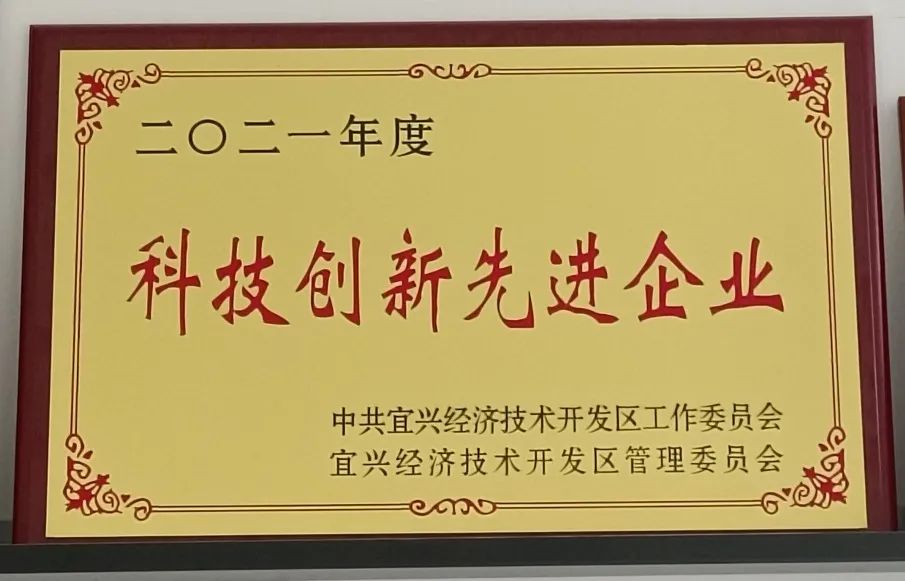 二〇二一年度
科技创新先进企业
中共宜兴经济技术开发区工作委员会
宜兴经济技术开发区管理委员会